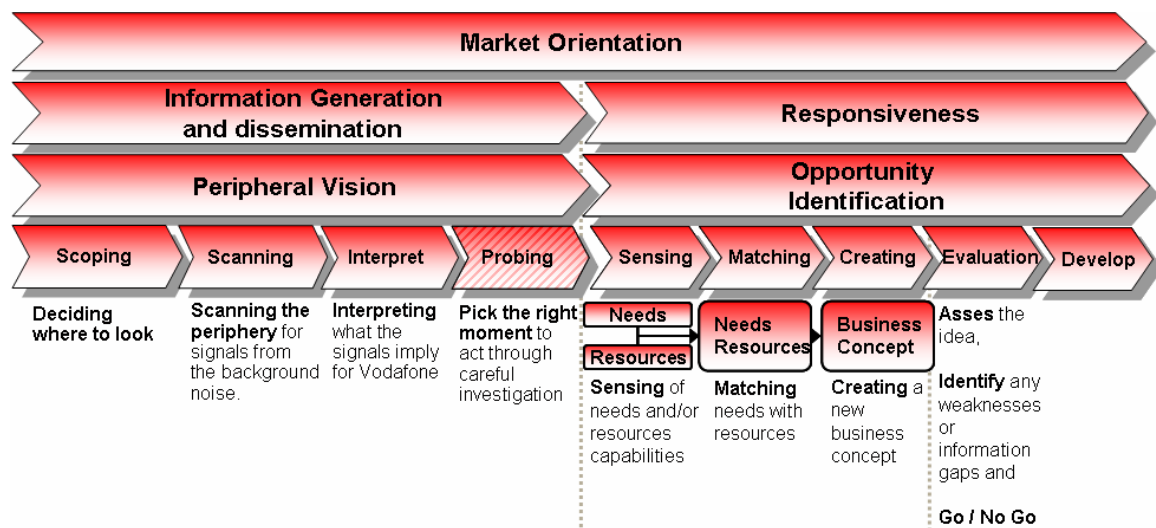 Market Orientation
Information Generation
and dissemination
Responsiveness
Peripheral Vision
Opportunity
Identification
Scoping
Scanning
Interpret
Probing
Sensing
Matching
Creating
Evaluation
Develop
Deciding
where to look
Scanning the
periphery for
signals from
the background
noise.
Interpreting
what the
signals imply
for Vodafone
Pick the right
moment to
act through
careful
investigation
Needs
Resources
Sensing of
needs and/or
resources
capabilities
Needs
Resources
Matching
needs with
resources
Business
Concept
Creating a
new
business
concept
Asses the
idea,
Identify any
weaknesses
or
information
gaps and
Go / No Go